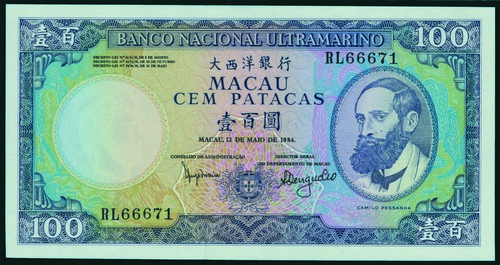 壹百 BANCO NACIONAL ULTRAMARINO 100
大西洋銀行 RL66671
MACAU
CEM PATACAS
壹百圓
MACAU, 12 DE MAIO DE 1984.
CONSELHO DE ADMINISTRAÇÃO DIRECTOR GERAL
DO DEPARTAMENTO DE MACAU
RL66671
CAMILO PESSANHA
100 壹百